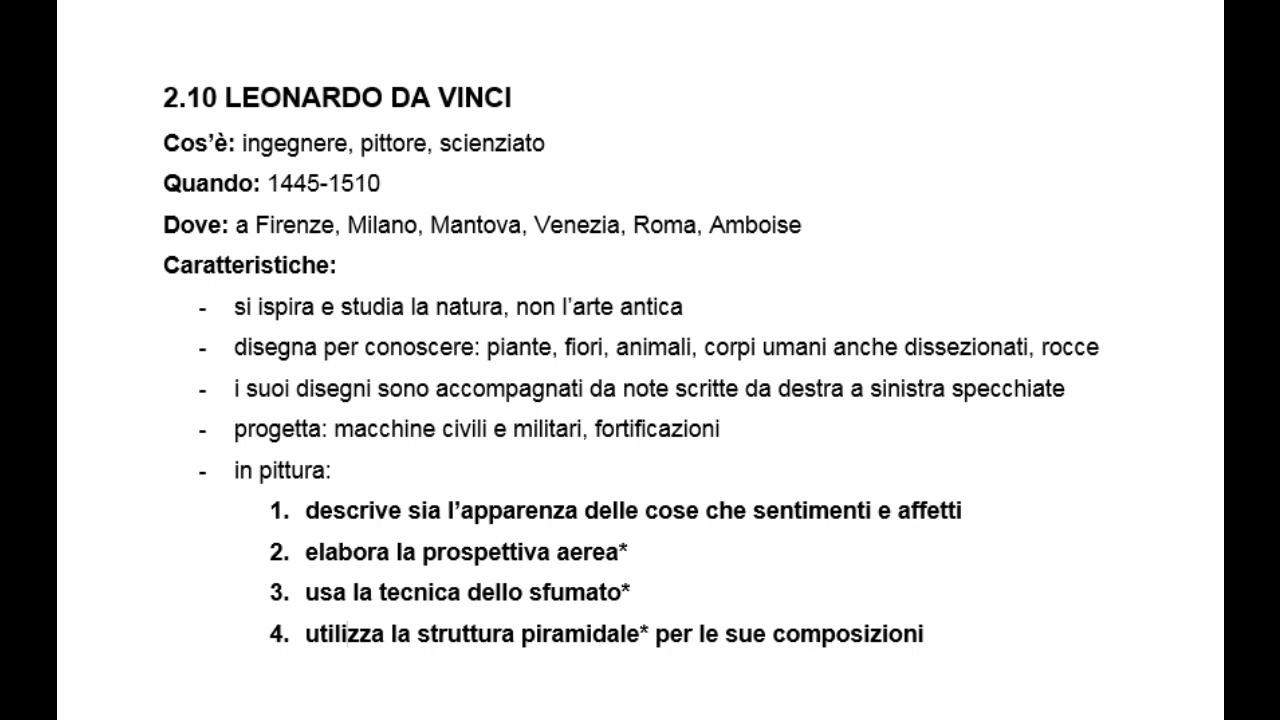 2.10 LEONARDO DA VINCI
Cos’è: ingegnere, pittore, scienziato
Quando: 1445-1510
Dove: a Firenze, Milano, Mantova, Venezia, Roma, Amboise
Caratteristiche:
- si ispira e studia la natura, non l’arte antica
- disegna per conoscere: piante, fiori, animali, corpi umani anche dissezionati, rocce
- i suoi disegni sono accompagnati da note scritte da destra a sinistra specchiate
- progetta: macchine civili e militari, fortificazioni
- in pittura:
1. descrive sia l’apparenza delle cose che sentimenti e affetti
2. elabora la prospettiva aerea*
3. usa la tecnica dello sfumato*
4. utilizza la struttura piramidale* per le sue composizioni